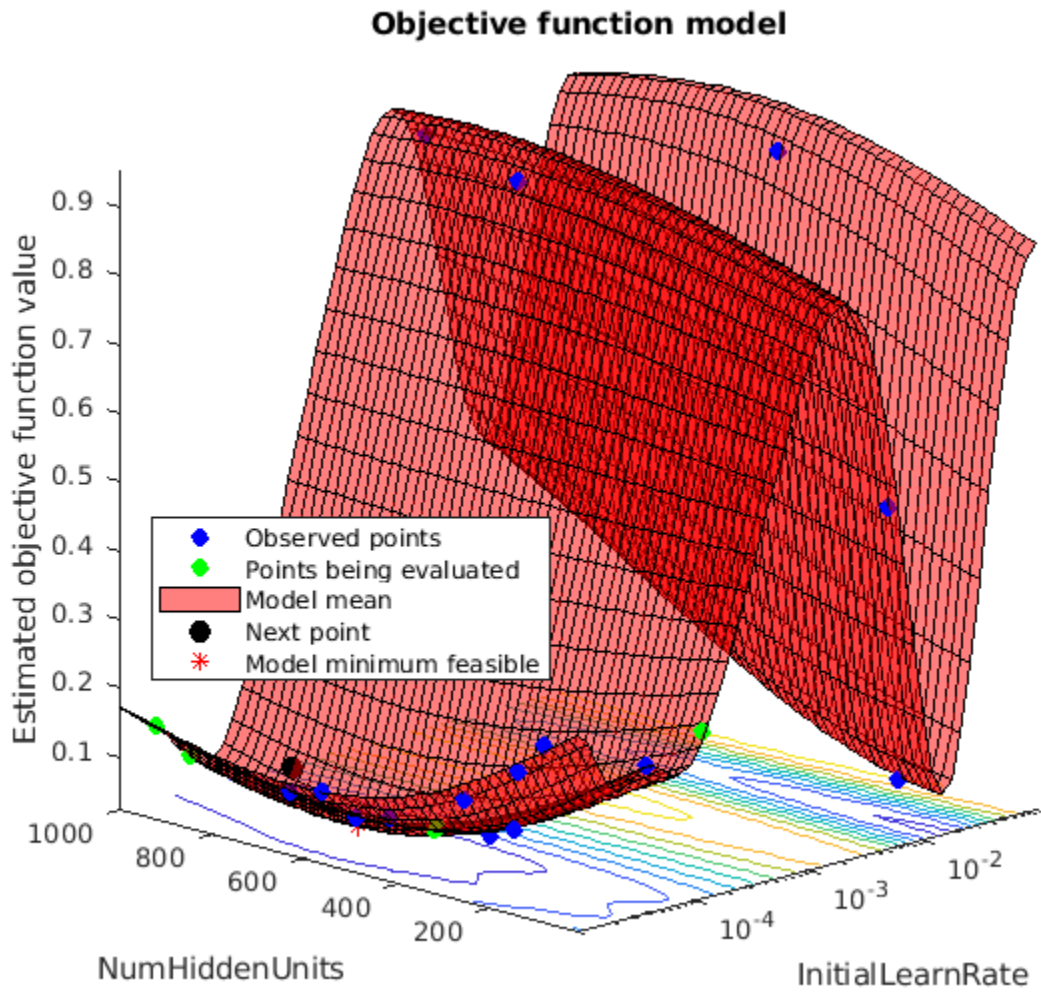 Objective function model
Estimated objective function value
0.9
0.8
0.7
0.6
0.5
0.4
0.3
0.2
0.1
Observed points
Points being evaluated
Model mean
Next point
Model minimum feasible
1000
800
600
400
200
NumHiddenUnits
10^-4
10^-3
10^-2
InitialLearnRate